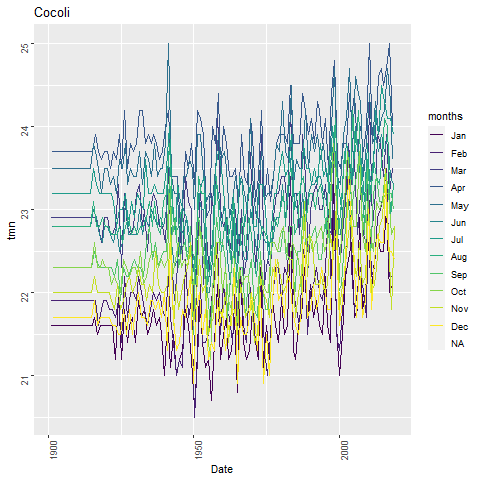 Cocoli
25
24
23
22
21
tmn
1900
1950
2000
Date
months
Jan
Feb
Mar
Apr
May
Jun
Jul
Aug
Sep
Oct
Nov
Dec
NA